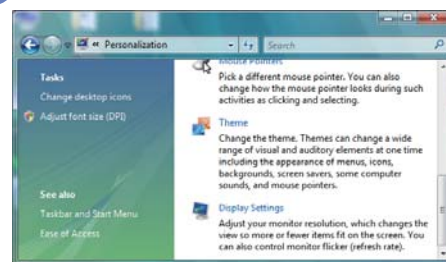 Personalization
Search
Tasks
Change desktop icons
Adjust font size (DPI)
See also
Taskbar and Start Menu
Ease of Access
Mouse Pointers
Pick a different mouse pointer. You can also
change how the mouse pointer looks during such
activities as clicking and selecting.
Theme
Change the theme. Themes can change a wide
range of visual and auditory elements at one time
including the appearance of menus, icons,
backgrounds, screen savers, some computer
sounds, and mouse pointers.
Display Settings
Adjust your monitor resolution, which changes the
view so more or fewer items fit on the screen. You
can also control monitor flicker (refresh rate).